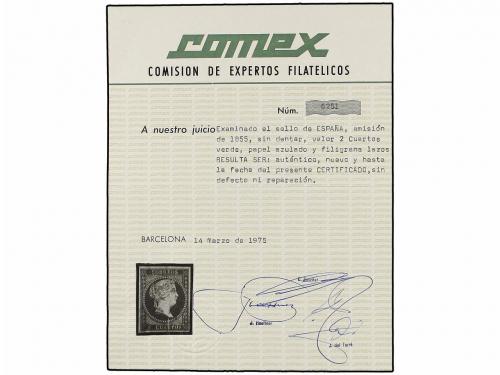 comex
COMISION DE EXPERTOS FILATELICOS
Núm. 6251
A nuestro juicio Examinado el sello de ESPAÑA, emisión
de 1855, sin dentar, valor 2 Cuartos
verde, papel azulado y filigrana lazos
RESULTA SER: auténtico, nuevo y hasta
la fecha del presente CERTIFICADO, sin
defecto ni reparación.
BARCELONA 14 Marzo de 1975
CORREOS
CUARTOS